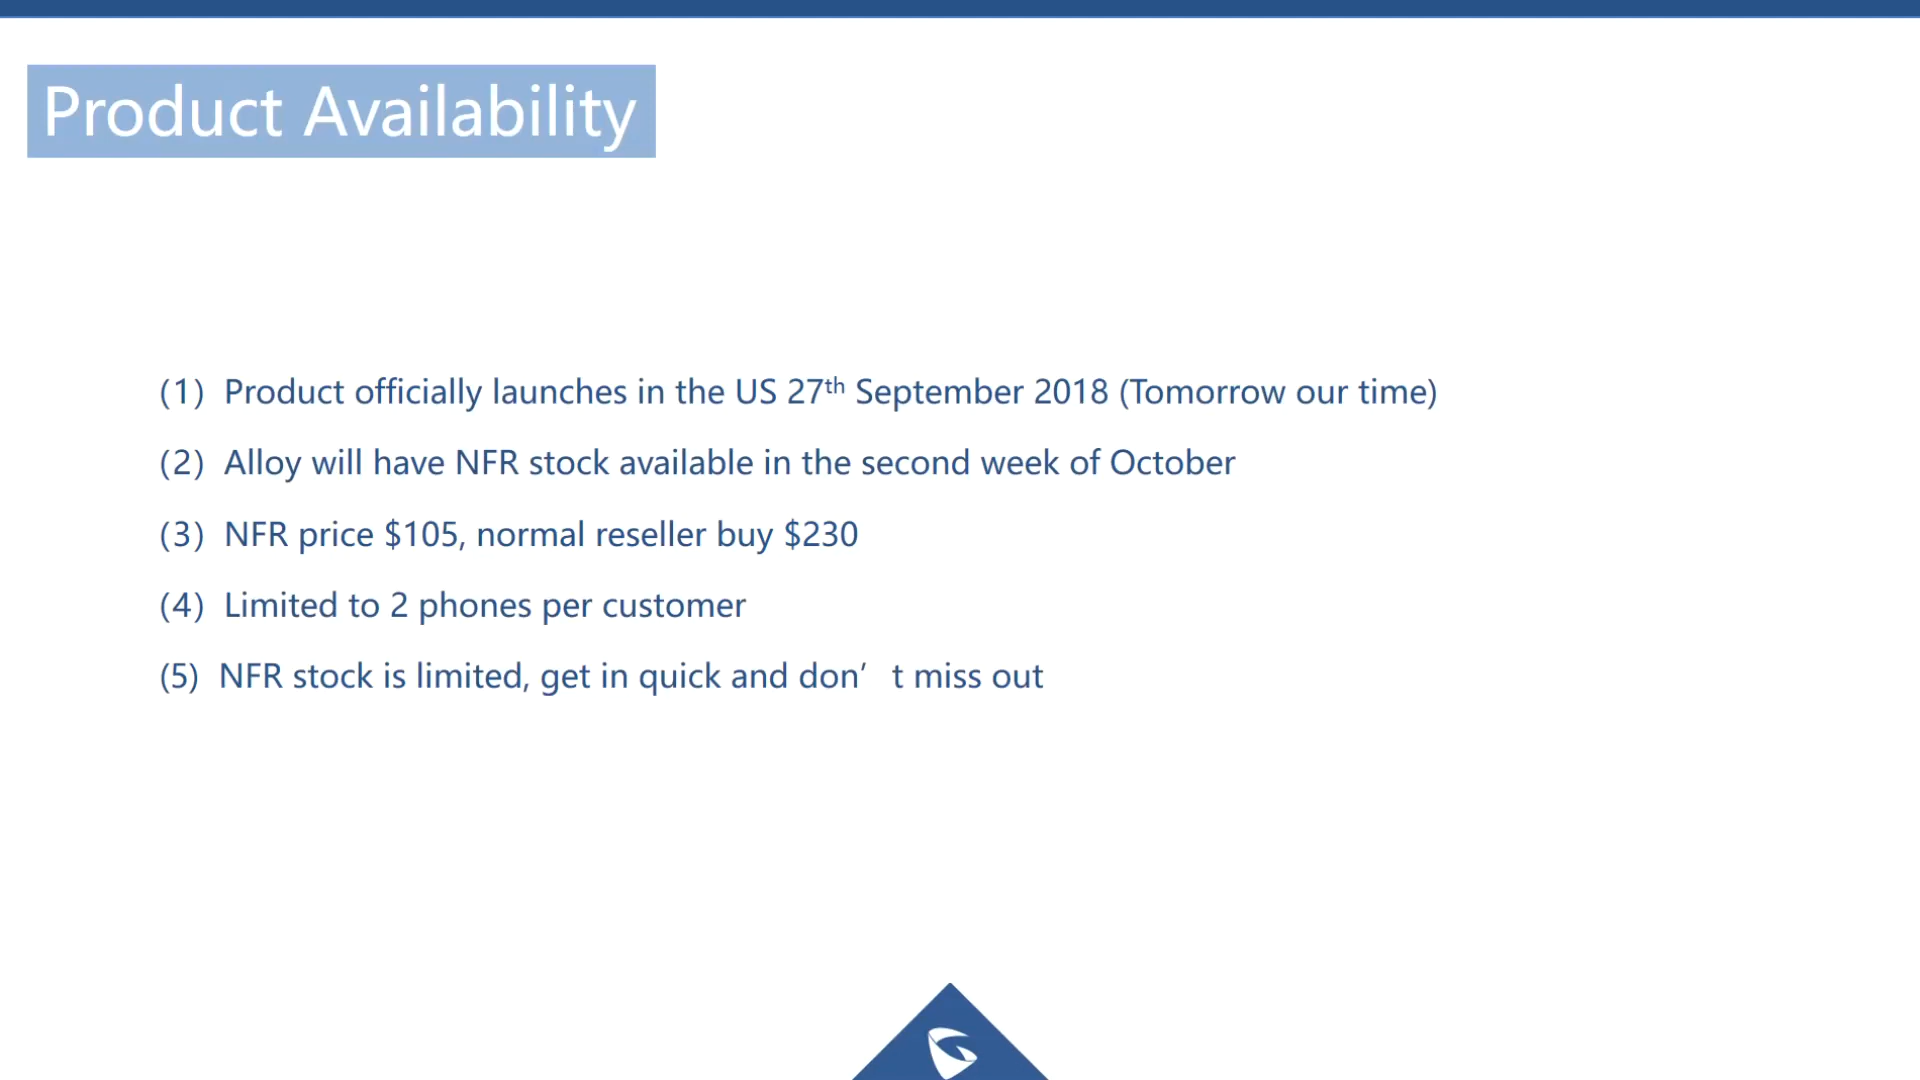 Product Availability
(1) Product officially launches in the US 27th September 2018 (Tomorrow our time)
(2) Alloy will have NFR stock available in the second week of October
(3) NFR price $105, normal reseller buy $230
(4) Limited to 2 phones per customer
(5) NFR stock is limited, get in quick and don’ t miss out